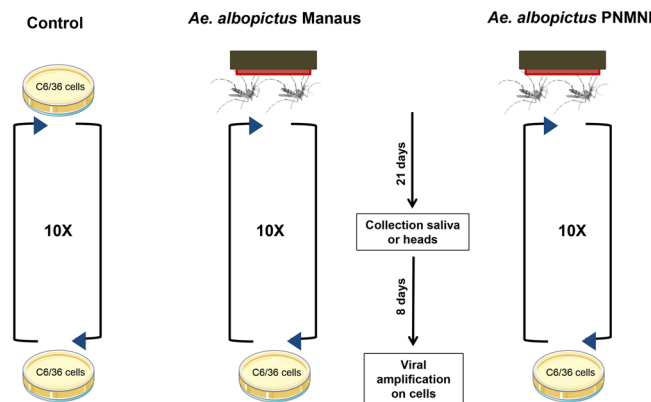 Control
Ae. albopictus Manaus
Ae. albopictus PNMNI
C6/36 cells
21 days
10X
10X
Collection saliva
or heads
10X
8 days
C6/36 cells
C6/36 cells
Viral
amplification
on cells
C6/36 cells